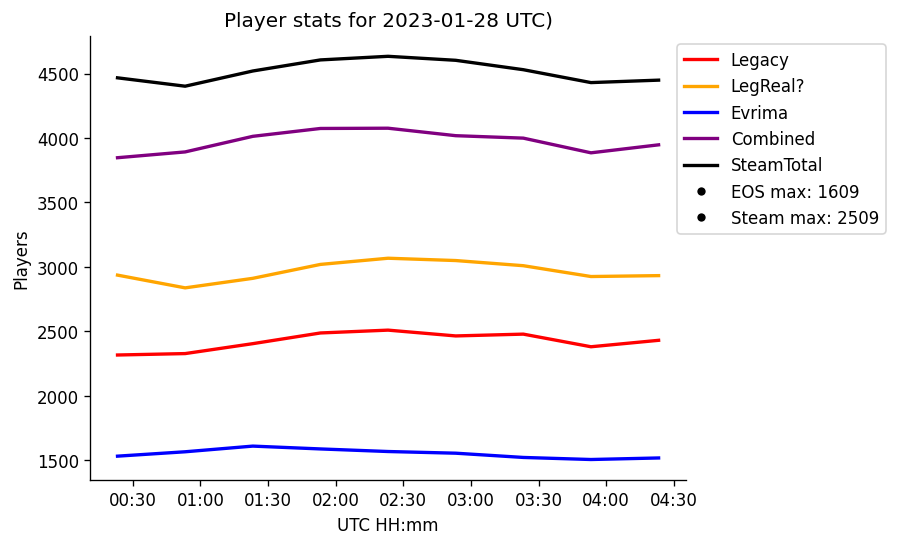 Player stats for 2023-01-28 UTC)
Legacy
LegReal?
Evrima
Combined
SteamTotal
EOS max: 1609
Steam max: 2509
Players
4500
4000
3500
3000
2500
2000
1500
00:30 01:00 01:30 02:00 02:30 03:00 03:30 04:00 04:30
UTC HH:mm